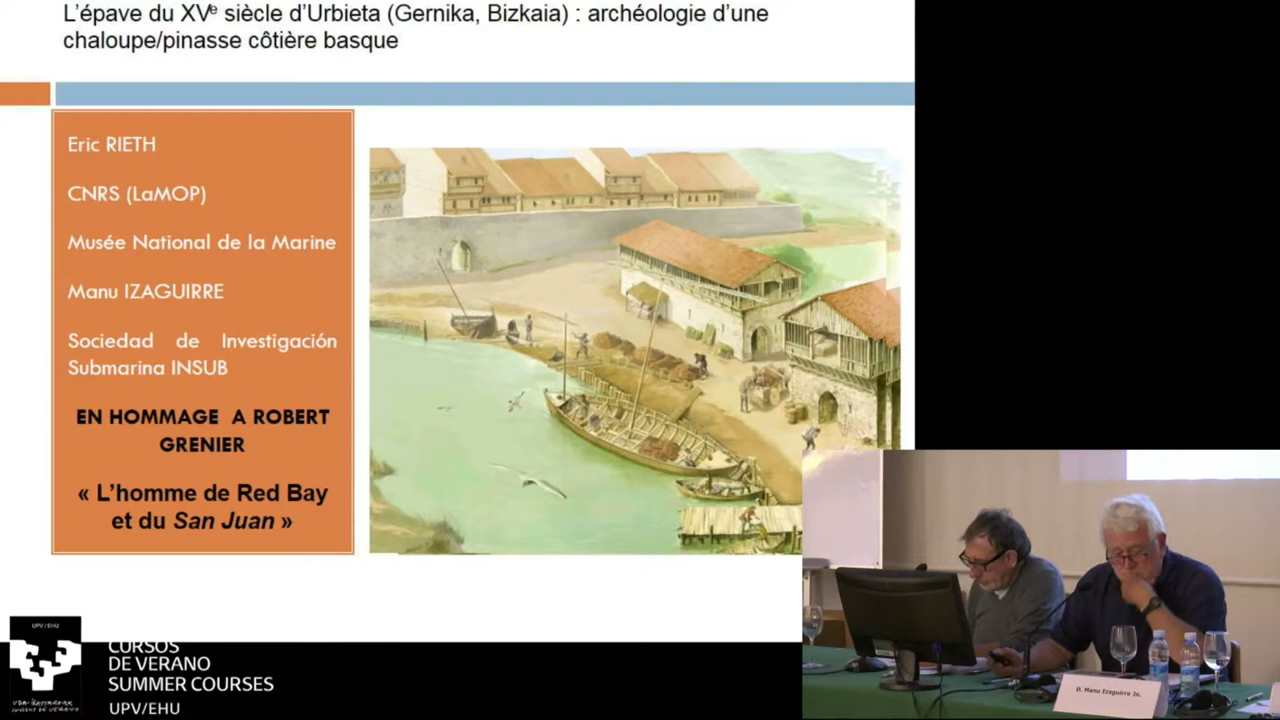 L'épave du XVe siècle d'Urbieta (Gernika, Bizkaia) : archéologie d'une
chaloupe/pinasse côtière basque
Eric RIETH
CNRS (LaMOP)
Musée National de la Marine
Manu IZAGUIRRE
Sociedad de Investigación
Submarina INSUB
EN HOMMAGE A ROBERT
GRENIER
« L'homme de Red Bay
et du San Juan »
UPV/EHU
CURSOS
DE VERANO
SUMMER COURSES
UPV/EHU
D. Manu Izaguirre Jn.